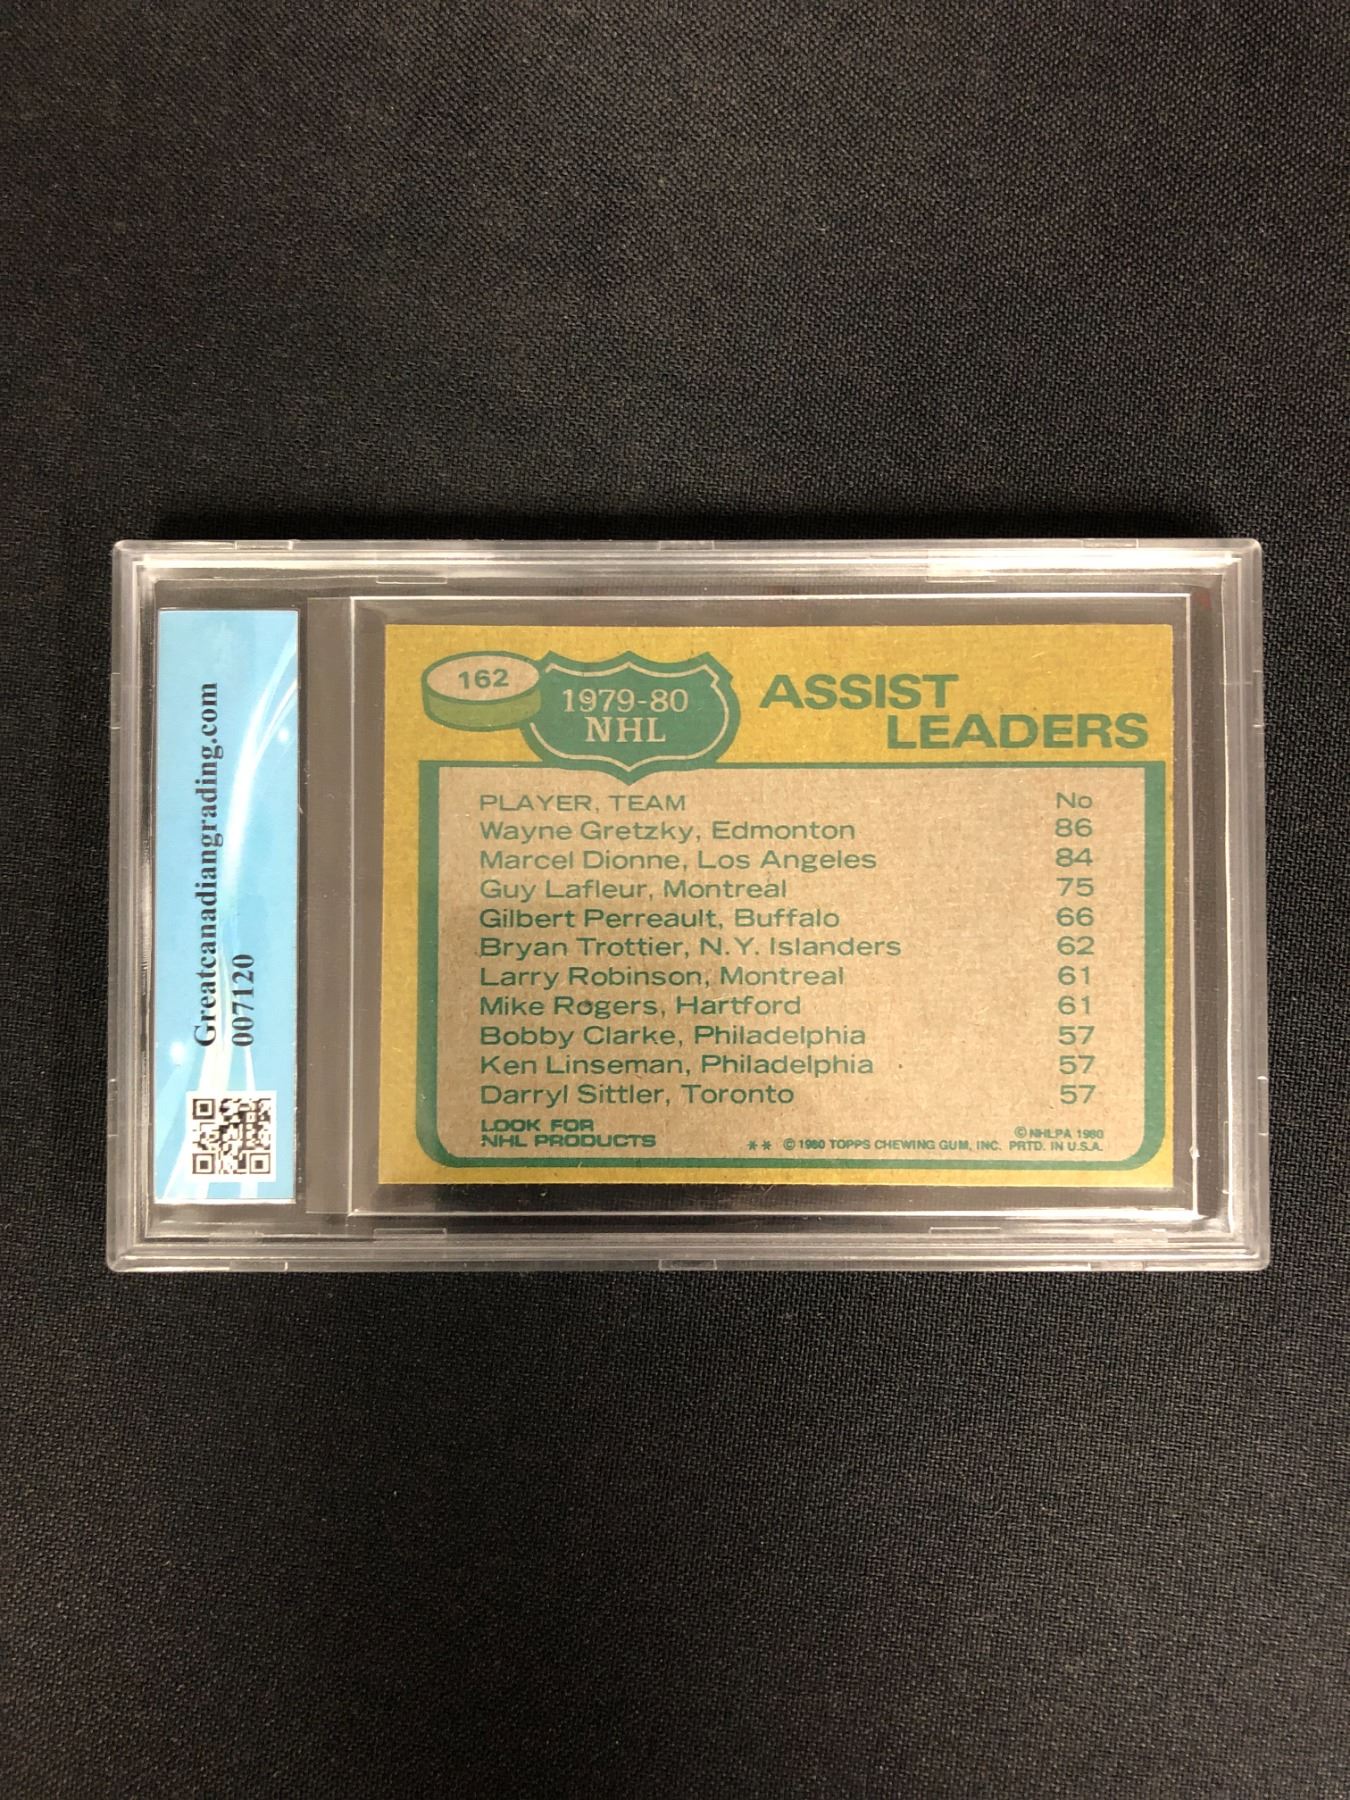 Greatcanadiangrading.com
007120
162
1979-80
NHL
ASSIST
LEADERS
PLAYER, TEAM No
Wayne Gretzky, Edmonton 86
Marcel Dionne, Los Angeles 84
Guy Lafleur, Montreal 75
Gilbert Perreault, Buffalo 66
Bryan Trottier, N.Y. Islanders 62
Larry Robinson, Montreal 61
Mike Rogers, Hartford 61
Bobby Clarke, Philadelphia 57
Ken Linseman, Philadelphia 57
Darryl Sittler, Toronto 57
LOOK FOR
NHL PRODUCTS
© NHLPA 1980
** © 1980 TOPPS CHEWING GUM, INC. PRTD. IN U.S.A.